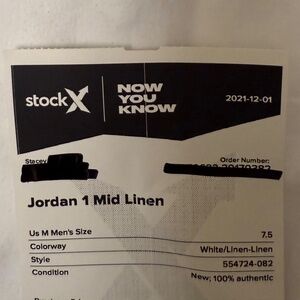 stockX
NOW
YOU
KNOW
2021-12-01
Stacey
Order Number:
Jordan 1 Mid Linen
Us M Men's Size 7.5
Colorway White/Linen-Linen
Style 554724-082
Condition New; 100% authentic